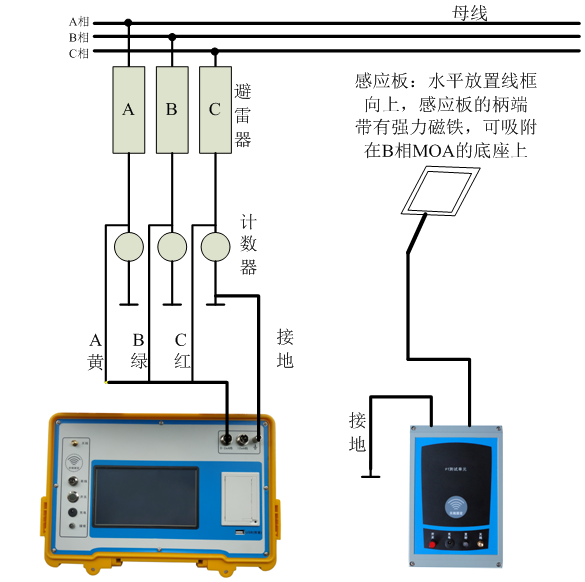 母线
A相
B相
C相
感应板：水平放置线框
向上，感应板的柄端
带有强力磁铁，可吸附
在B相MOA的底座上
A
B
C
避雷器
计数器
A黄
B绿
C红
接地
接地